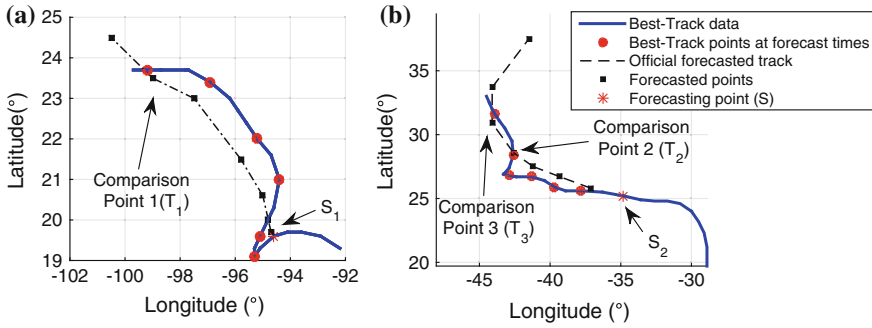 (a)
25
24
23
22
21
20
19
Latitude(°)
Comparison
Point 1(T1)
S1
-102 -100 -98 -96 -94 -92
Longitude (°)
(b)
35
30
25
20
Latitude(°)
Best-Track data
Best-Track points at forecast times
Official forecasted track
Forecasted points
Forecasting point (S)
Comparison
Point 2 (T2)
Comparison
Point 3 (T3)
S2
-45 -40 -35 -30
Longitude (°)